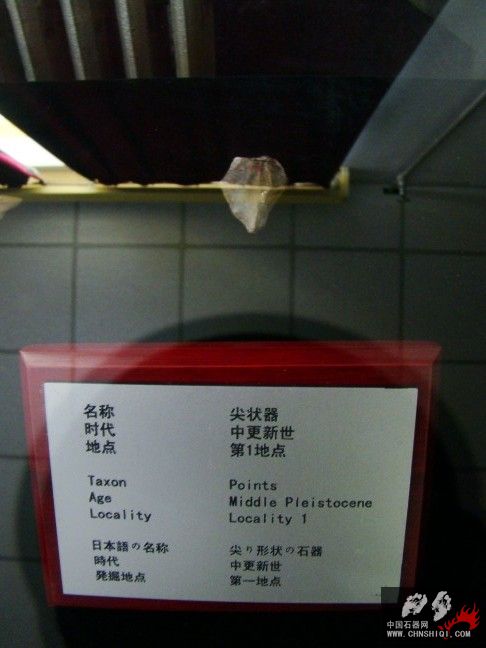 名称 尖状器
时代 中更新世
地点 第1地点
Taxon Points
Age Middle Pleistocene
Locality Locality 1
日本語の名称 尖り形状の石器
時代 中更新世
発掘地点 第一地点
中国石器网
WWW.CHNSHIQI.COM